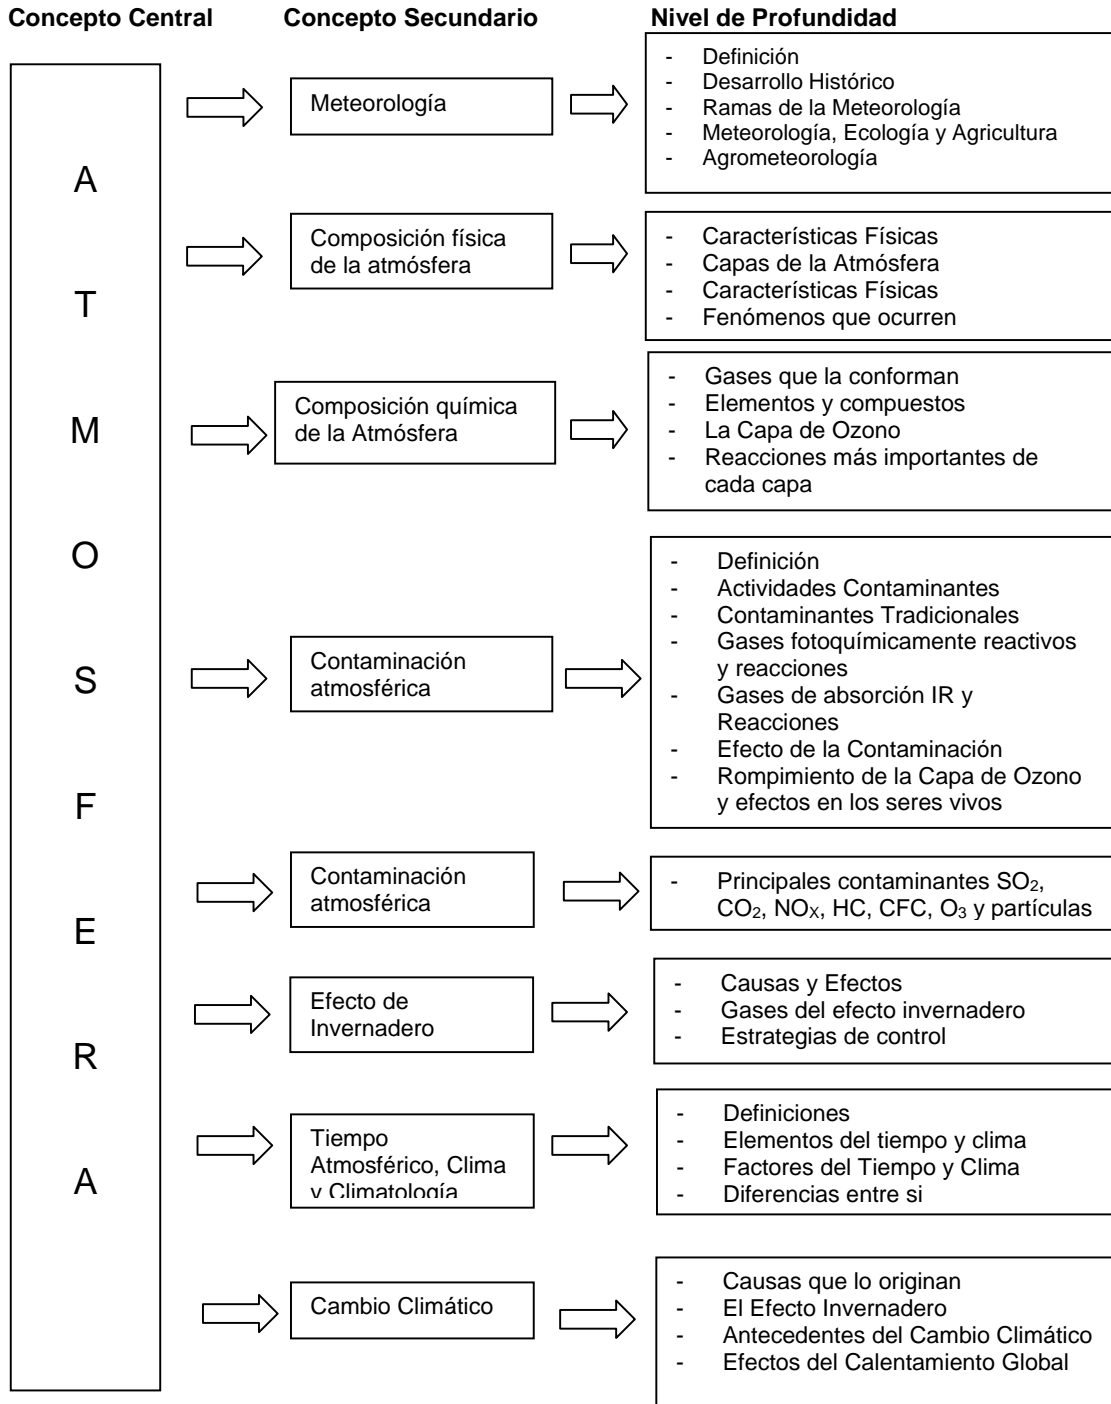 Concepto Central Concepto Secundario Nivel de Profundidad
A
T
M
O
S
F
E
R
A
Meteorología
- Definición
- Desarrollo Histórico
- Ramas de la Meteorología
- Meteorología, Ecología y Agricultura
- Agrometeorología
Composición física
de la atmósfera
- Características Físicas
- Capas de la Atmósfera
- Características Físicas
- Fenómenos que ocurren
Composición química
de la Atmósfera
- Gases que la conforman
- Elementos y compuestos
- La Capa de Ozono
- Reacciones más importantes de
cada capa
Contaminación
atmosférica
- Definición
- Actividades Contaminantes
- Contaminantes Tradicionales
- Gases fotoquímicamente reactivos
y reacciones
- Gases de absorción IR y
Reacciones
- Efecto de la Contaminación
- Rompimiento de la Capa de Ozono
y efectos en los seres vivos
Contaminación
atmosférica
- Principales contaminantes SO₂,
CO₂, NOₓ, HC, CFC, O₃ y partículas
Efecto de
Invernadero
- Causas y Efectos
- Gases del efecto invernadero
- Estrategias de control
Tiempo
Atmosférico, Clima
y Climatología
- Definiciones
- Elementos del tiempo y clima
- Factores del Tiempo y Clima
- Diferencias entre si
Cambio Climático
- Causas que lo originan
- El Efecto Invernadero
- Antecedentes del Cambio Climático
- Efectos del Calentamiento Global